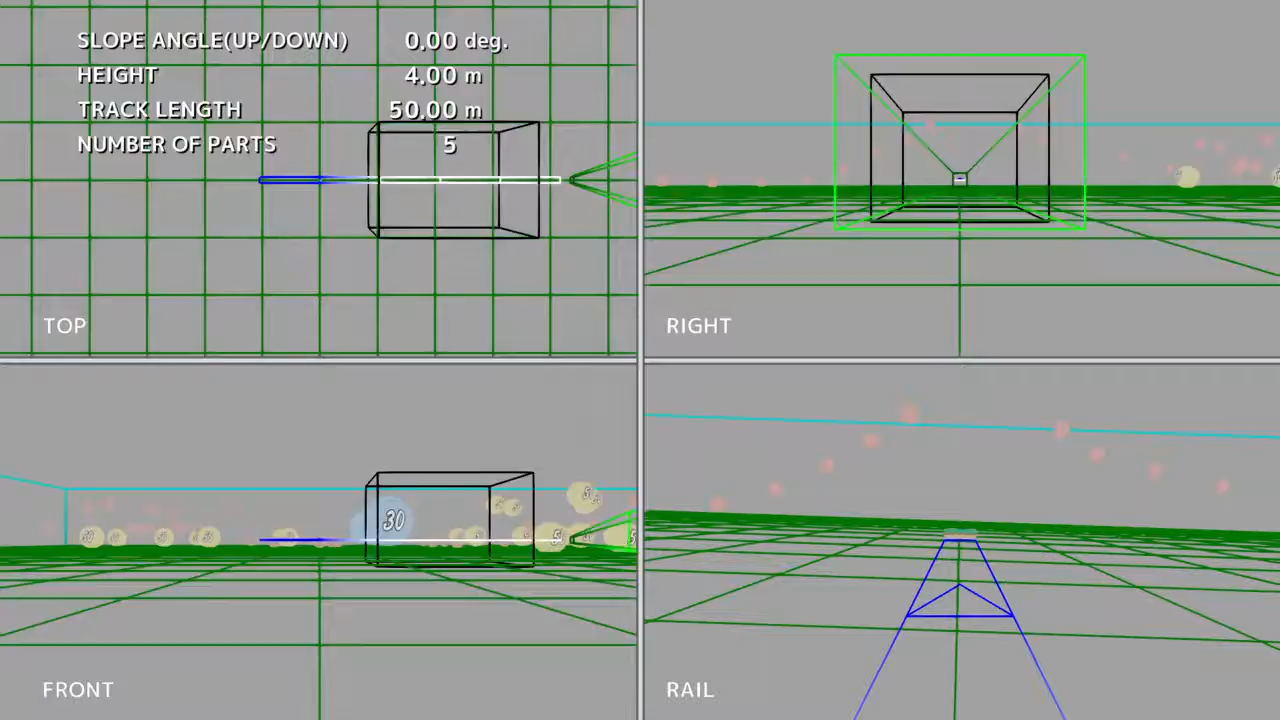 SLOPE ANGLE(UP/DOWN) 0.00 deg.
HEIGHT 4.00 m
TRACK LENGTH 50.00 m
NUMBER OF PARTS 5
TOP
RIGHT
30
5
FRONT
RAIL